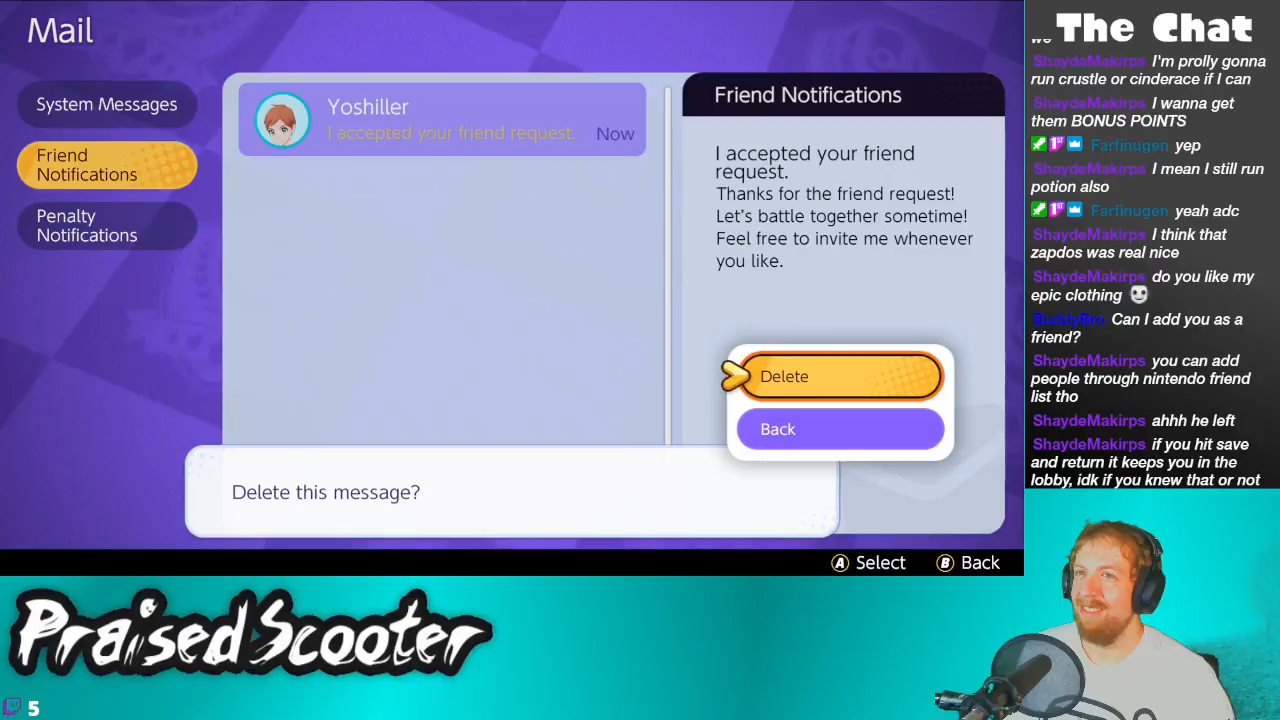 Mail
System Messages
Friend
Notifications
Penalty
Notifications
Yoshiller
I accepted your friend request.
Now
Friend Notifications
I accepted your friend
request.
Thanks for the friend request!
Let's battle together sometime!
Feel free to invite me whenever
you like.
Delete
Back
Delete this message?
A Select
B Back
The Chat
ShaydeMakirps I'm prolly gonna
run crustle or cinderace if I can
ShaydeMakirps I wanna get
them BONUS POINTS
Farfinugen yep
ShaydeMakirps I mean I still run
potion also
Farfinugen yeah adc
ShaydeMakirps I think that
zapdos was real nice
ShaydeMakirps do you like my
epic clothing
BuddyBro Can I add you as a
friend?
ShaydeMakirps you can add
people through nintendo friend
list tho
ShaydeMakirps ahhh he left
ShaydeMakirps if you hit save
and return it keeps you in the
lobby, idk if you knew that or not
PraisedScooter
5